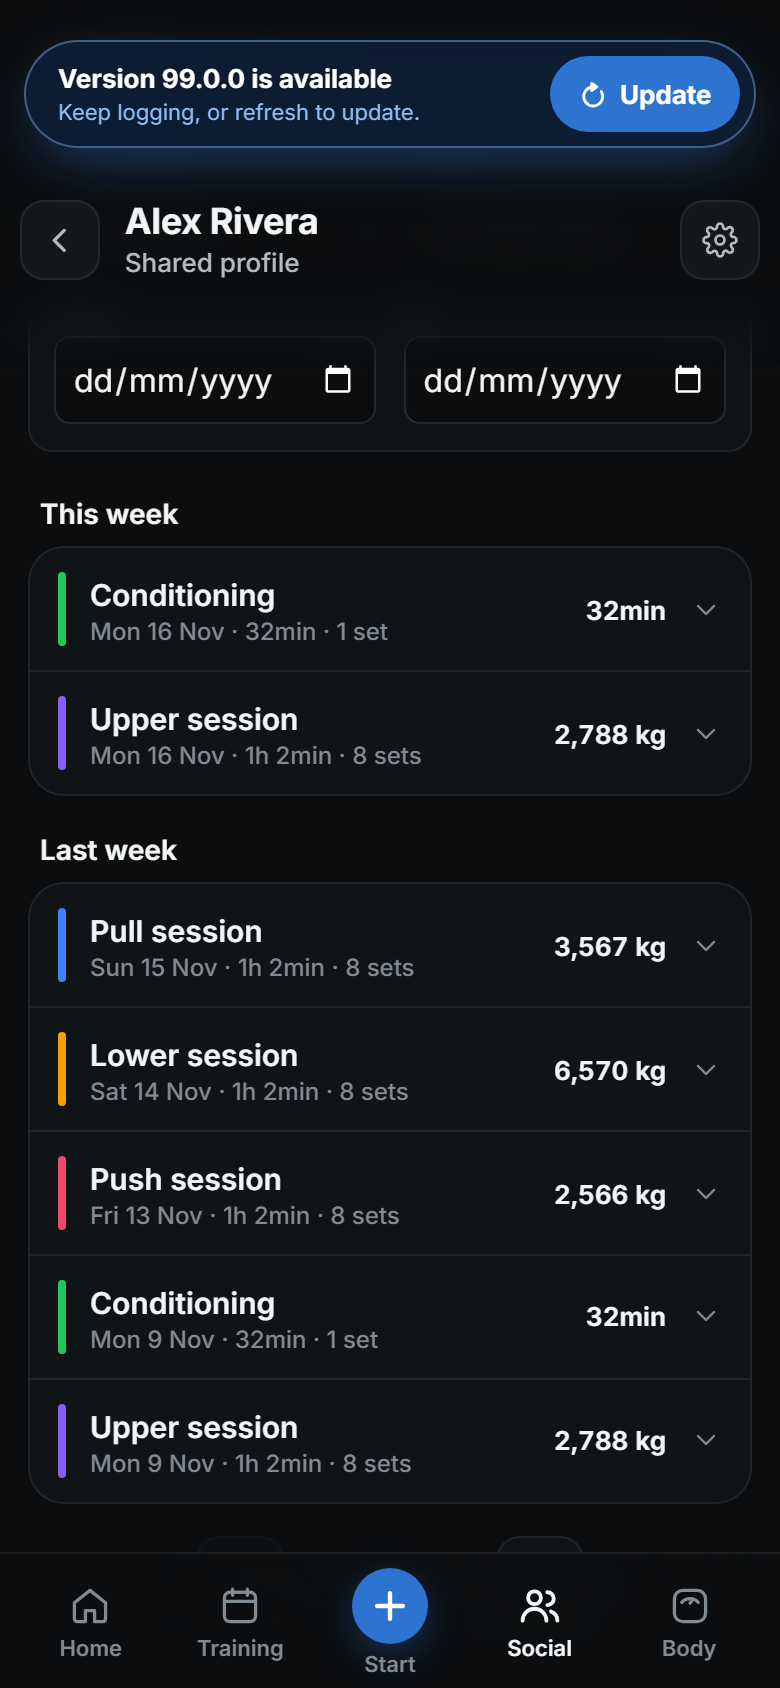 Version 99.0.0 is available
Keep logging, or refresh to update.
Update
Alex Rivera
Shared profile
dd/mm/yyyy
dd/mm/yyyy
This week
Conditioning
Mon 16 Nov · 32min · 1 set
32min
Upper session
Mon 16 Nov · 1h 2min · 8 sets
2,788 kg
Last week
Pull session
Sun 15 Nov · 1h 2min · 8 sets
3,567 kg
Lower session
Sat 14 Nov · 1h 2min · 8 sets
6,570 kg
Push session
Fri 13 Nov · 1h 2min · 8 sets
2,566 kg
Conditioning
Mon 9 Nov · 32min · 1 set
32min
Upper session
Mon 9 Nov · 1h 2min · 8 sets
2,788 kg
Home
Training
Start
Social
Body